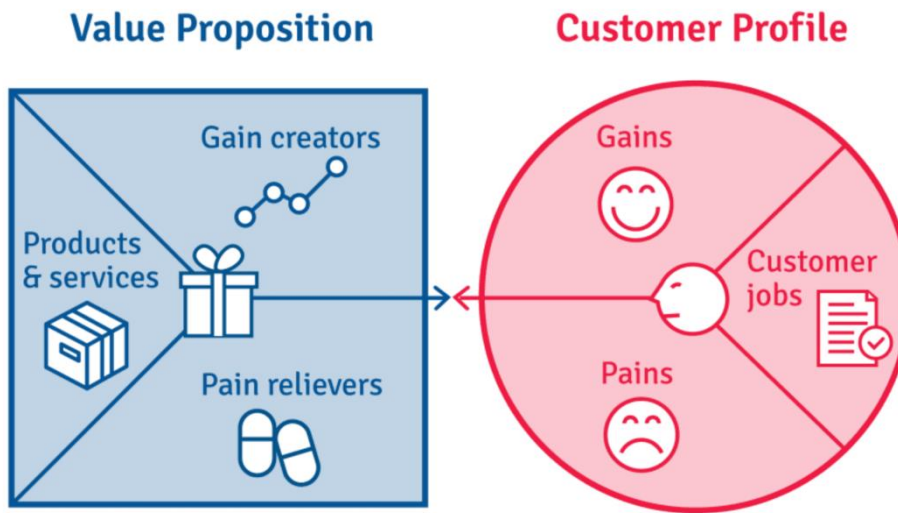 Value Proposition
Customer Profile
Gain creators
Products
& services
Pain relievers
Gains
Customer
jobs
Pains